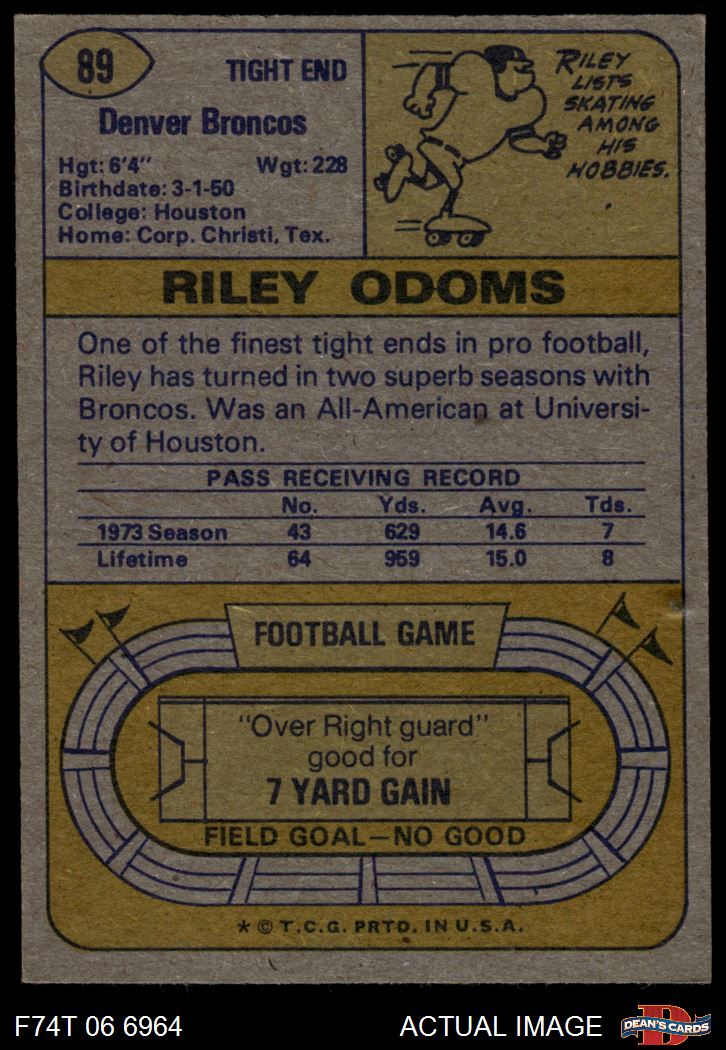 89
TIGHT END
Denver Broncos
Hgt: 6'4" Wgt: 228
Birthdate: 3-1-50
College: Houston
Home: Corp. Christi, Tex.
RILEY
LISTS
SKATING
AMONG
HIS
HOBBIES.
RILEY ODOMS
One of the finest tight ends in pro football,
Riley has turned in two superb seasons with
Broncos. Was an All-American at Universi-
ty of Houston.
PASS RECEIVING RECORD
No. Yds. Avg. Tds.
1973 Season 43 629 14.6 7
Lifetime 64 959 15.0 8
FOOTBALL GAME
"Over Right guard"
good for
7 YARD GAIN
FIELD GOAL—NO GOOD
* © T.C.G. PRTD. IN U.S.A.
F74T 06 6964 ACTUAL IMAGE
D
DEAN'S CARDS